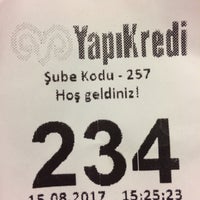 YapıKredi
Şube Kodu - 257
Hoş geldiniz!
234
15.08.2017 15:25:23